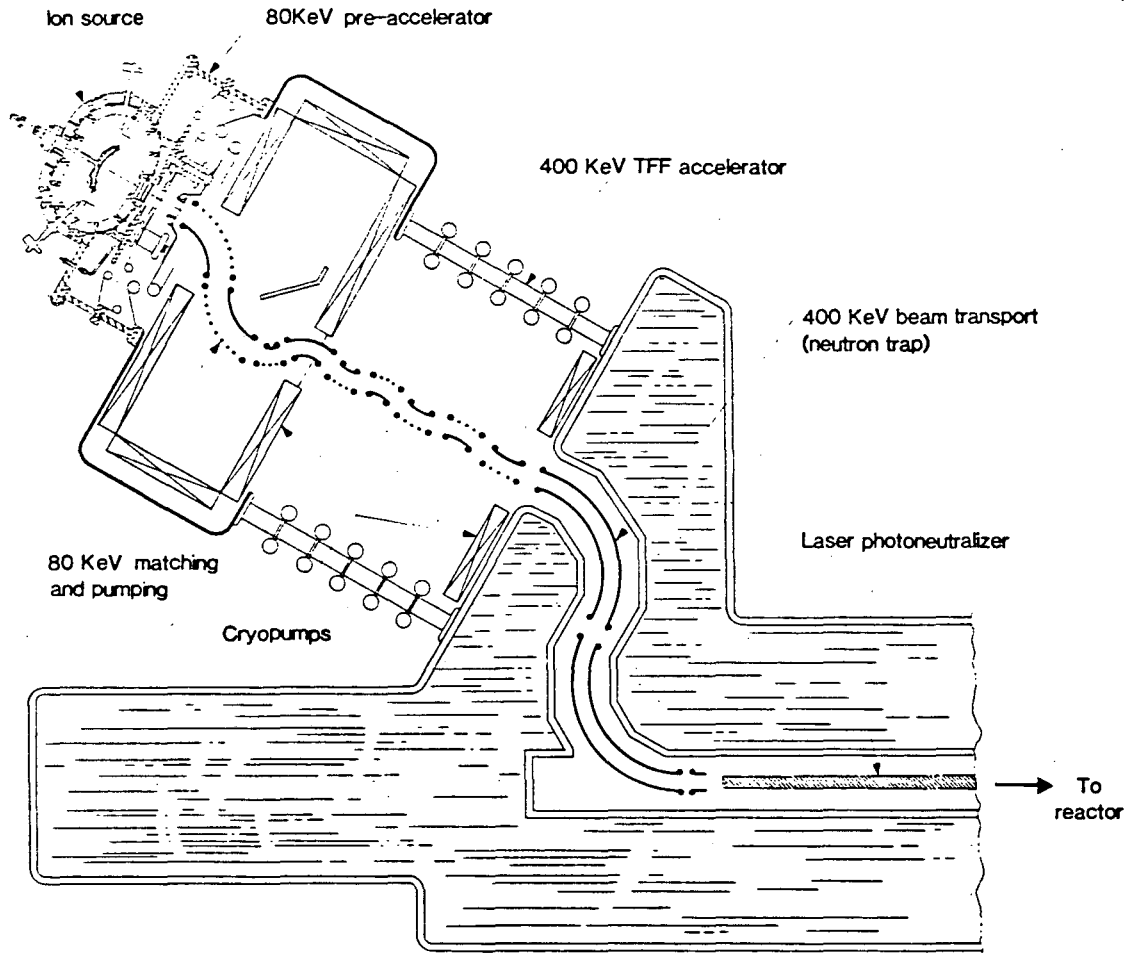 Ion source
80KeV pre-accelerator
400 KeV TFF accelerator
400 KeV beam transport
(neutron trap)
Laser photoneutralizer
80 KeV matching
and pumping
Cryopumps
To
reactor